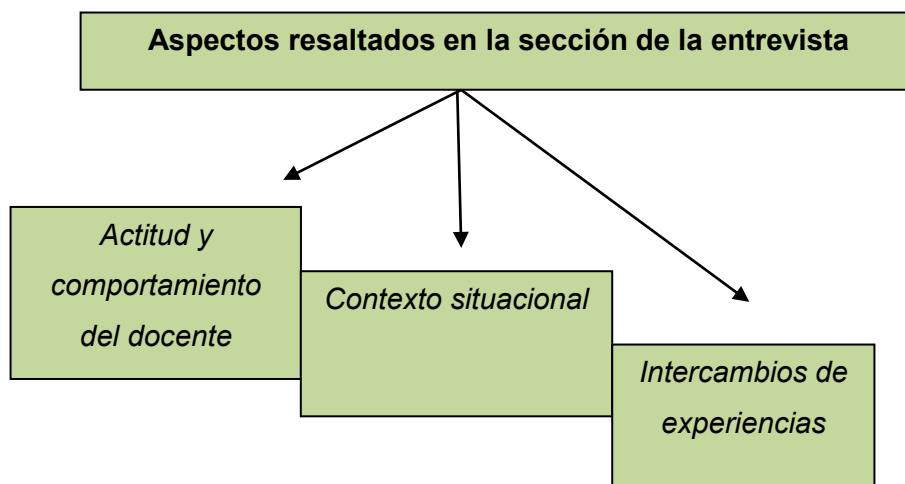 Aspectos resaltados en la sección de la entrevista
Actitud y
comportamiento
del docente
Contexto situacional
Intercambios de
experiencias